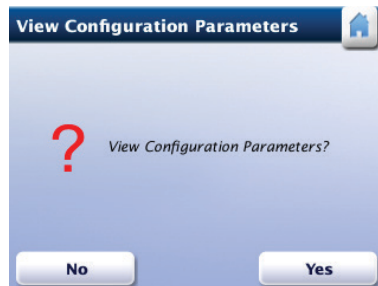 View Configuration Parameters
? View Configuration Parameters?
No Yes